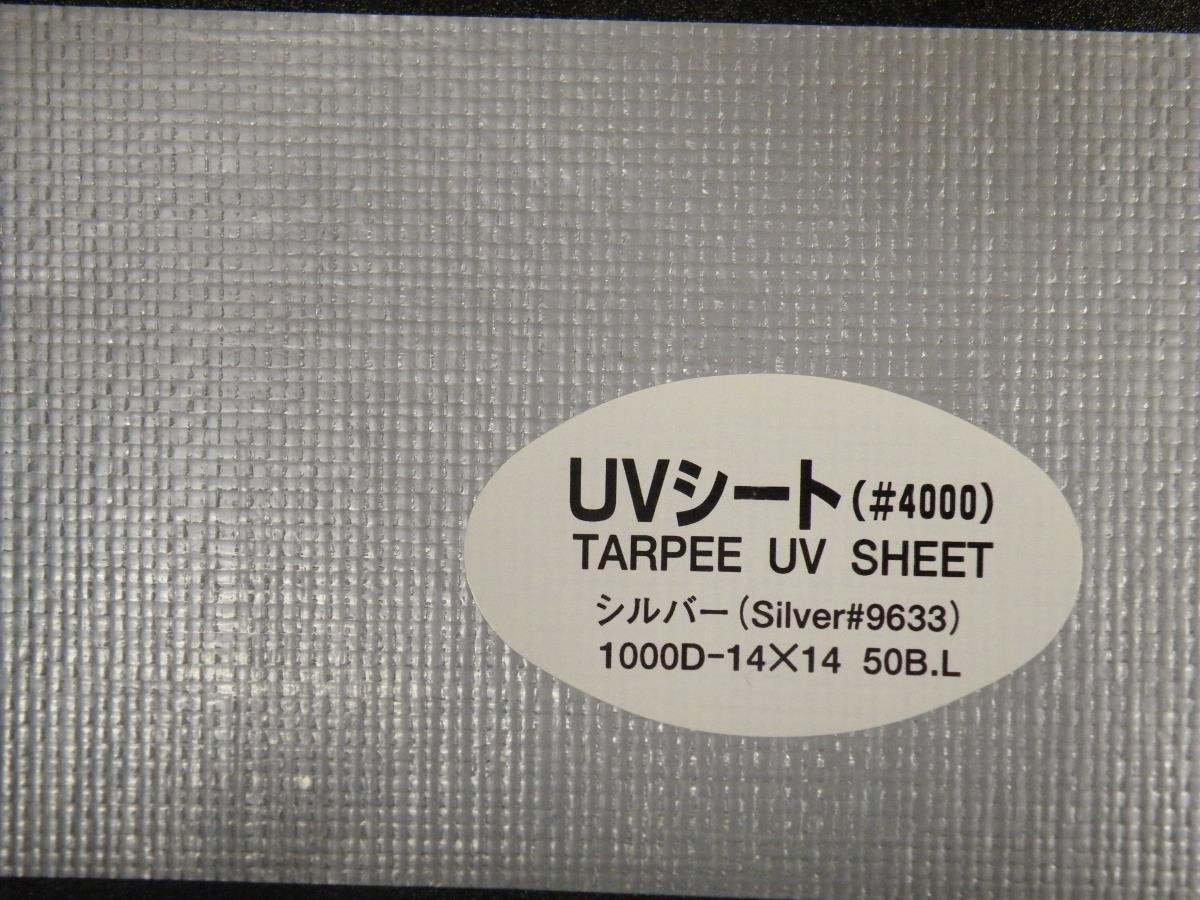 UVシート(#4000)
TARPEE UV SHEET
シルバー(Silver#9633)
1000D-14×14 50B.L